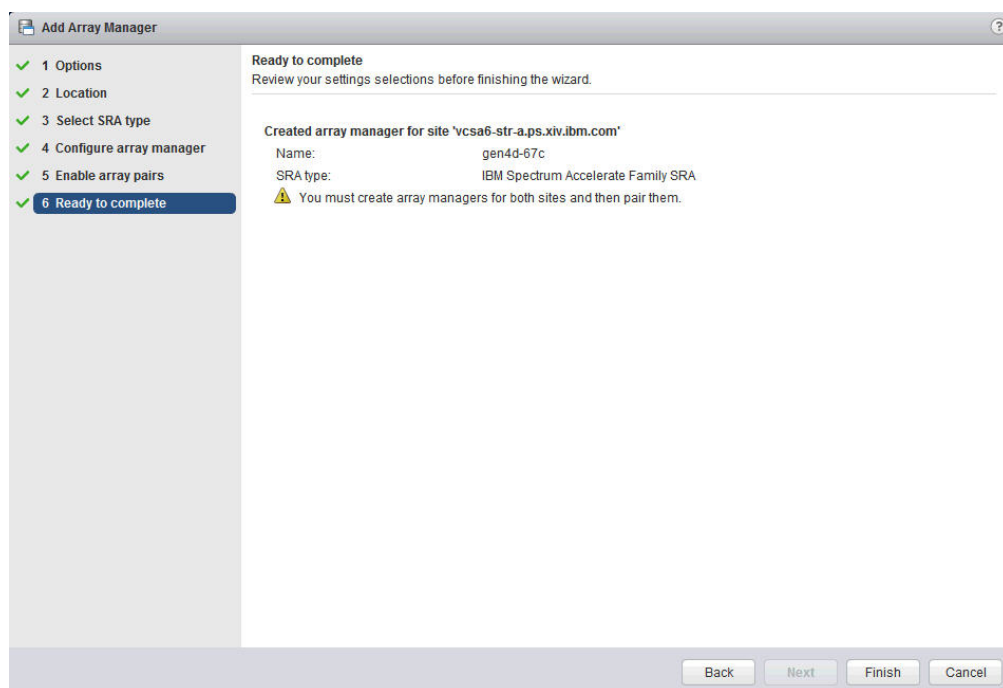 Add Array Manager
?
1 Options
2 Location
3 Select SRA type
4 Configure array manager
5 Enable array pairs
6 Ready to complete
Ready to complete
Review your settings selections before finishing the wizard.
Created array manager for site 'vcsa6-str-a.ps.xiv.ibm.com'
Name: gen4d-67c
SRA type: IBM Spectrum Accelerate Family SRA
You must create array managers for both sites and then pair them.
Back Next Finish Cancel